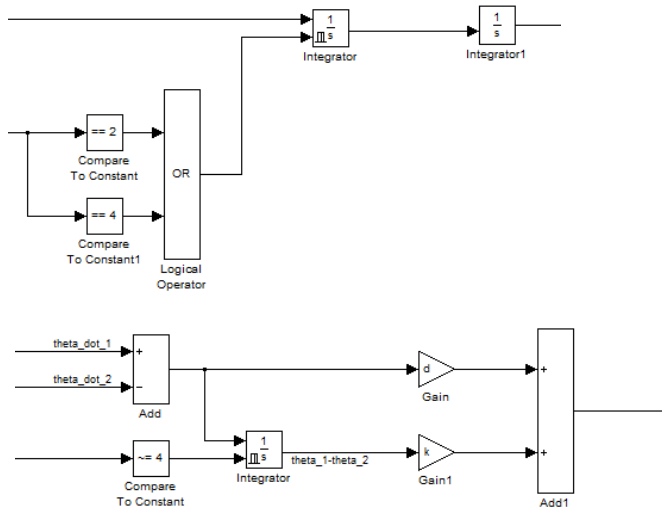 1
s
Integrator
1
s
Integrator1
== 2
Compare
To Constant
OR
== 4
Compare
To Constant1
Logical
Operator
theta_dot_1
+
theta_dot_2
−
Add
d
Gain
+
~= 4
Compare
To Constant
1
s
Integrator
theta_1-theta_2
k
Gain1
+
Add1